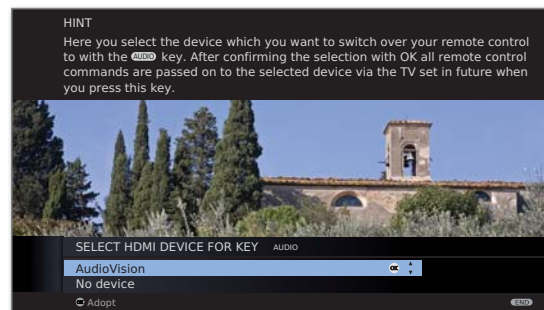 HINT
Here you select the device which you want to switch over your remote control
to with the AUDIO key. After confirming the selection with OK all remote control
commands are passed on to the selected device via the TV set in future when
you press this key.
SELECT HDMI DEVICE FOR KEY AUDIO
AudioVision OK
No device
OK Adopt END